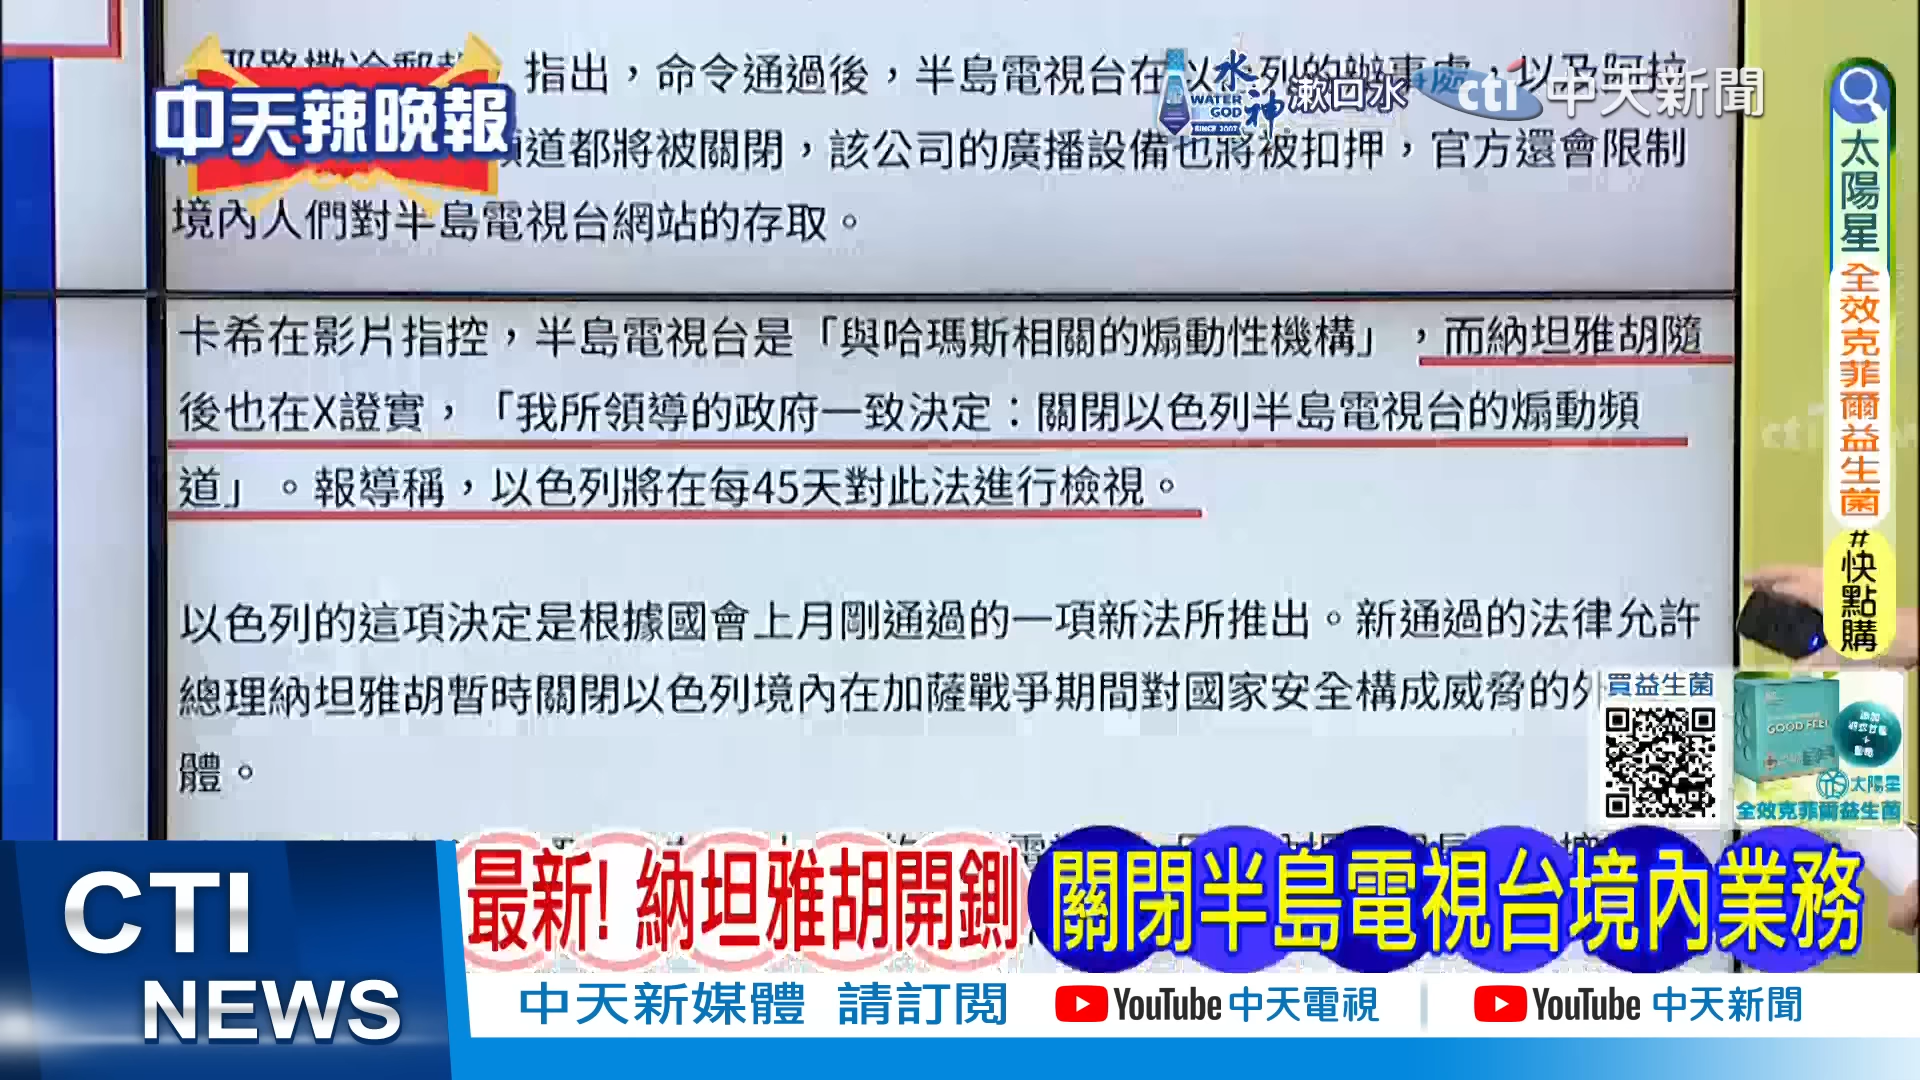 指出，命令通過後，半島電視台在以色列的辦事處，以及阿拉
頻道都將被關閉，該公司的廣播設備也將被扣押，官方還會限制
境內人們對半島電視台網站的存取。
卡希在影片指控，半島電視台是「與哈瑪斯相關的煽動性機構」，而納坦雅胡隨
後也在X證實，「我所領導的政府一致決定：關閉以色列半島電視台的煽動頻
道」。報導稱，以色列將在每45天對此法進行檢視。
以色列的這項決定是根據國會上月剛通過的一項新法所推出。新通過的法律允許
總理納坦雅胡暫時關閉以色列境內在加薩戰爭期間對國家安全構成威脅的外
體。
中天辣晚報
水神
WATER GOD
SINCE 2007
漱口水
cti 中天新聞
太陽星
全效克菲爾益生菌
#快點購
買益生菌
GOOD FEEL
太陽星
全效克菲爾益生菌
最新! 納坦雅胡開鍘 關閉半島電視台境內業務
CTI
NEWS
中天新媒體 請訂閱 YouTube 中天電視 YouTube 中天新聞